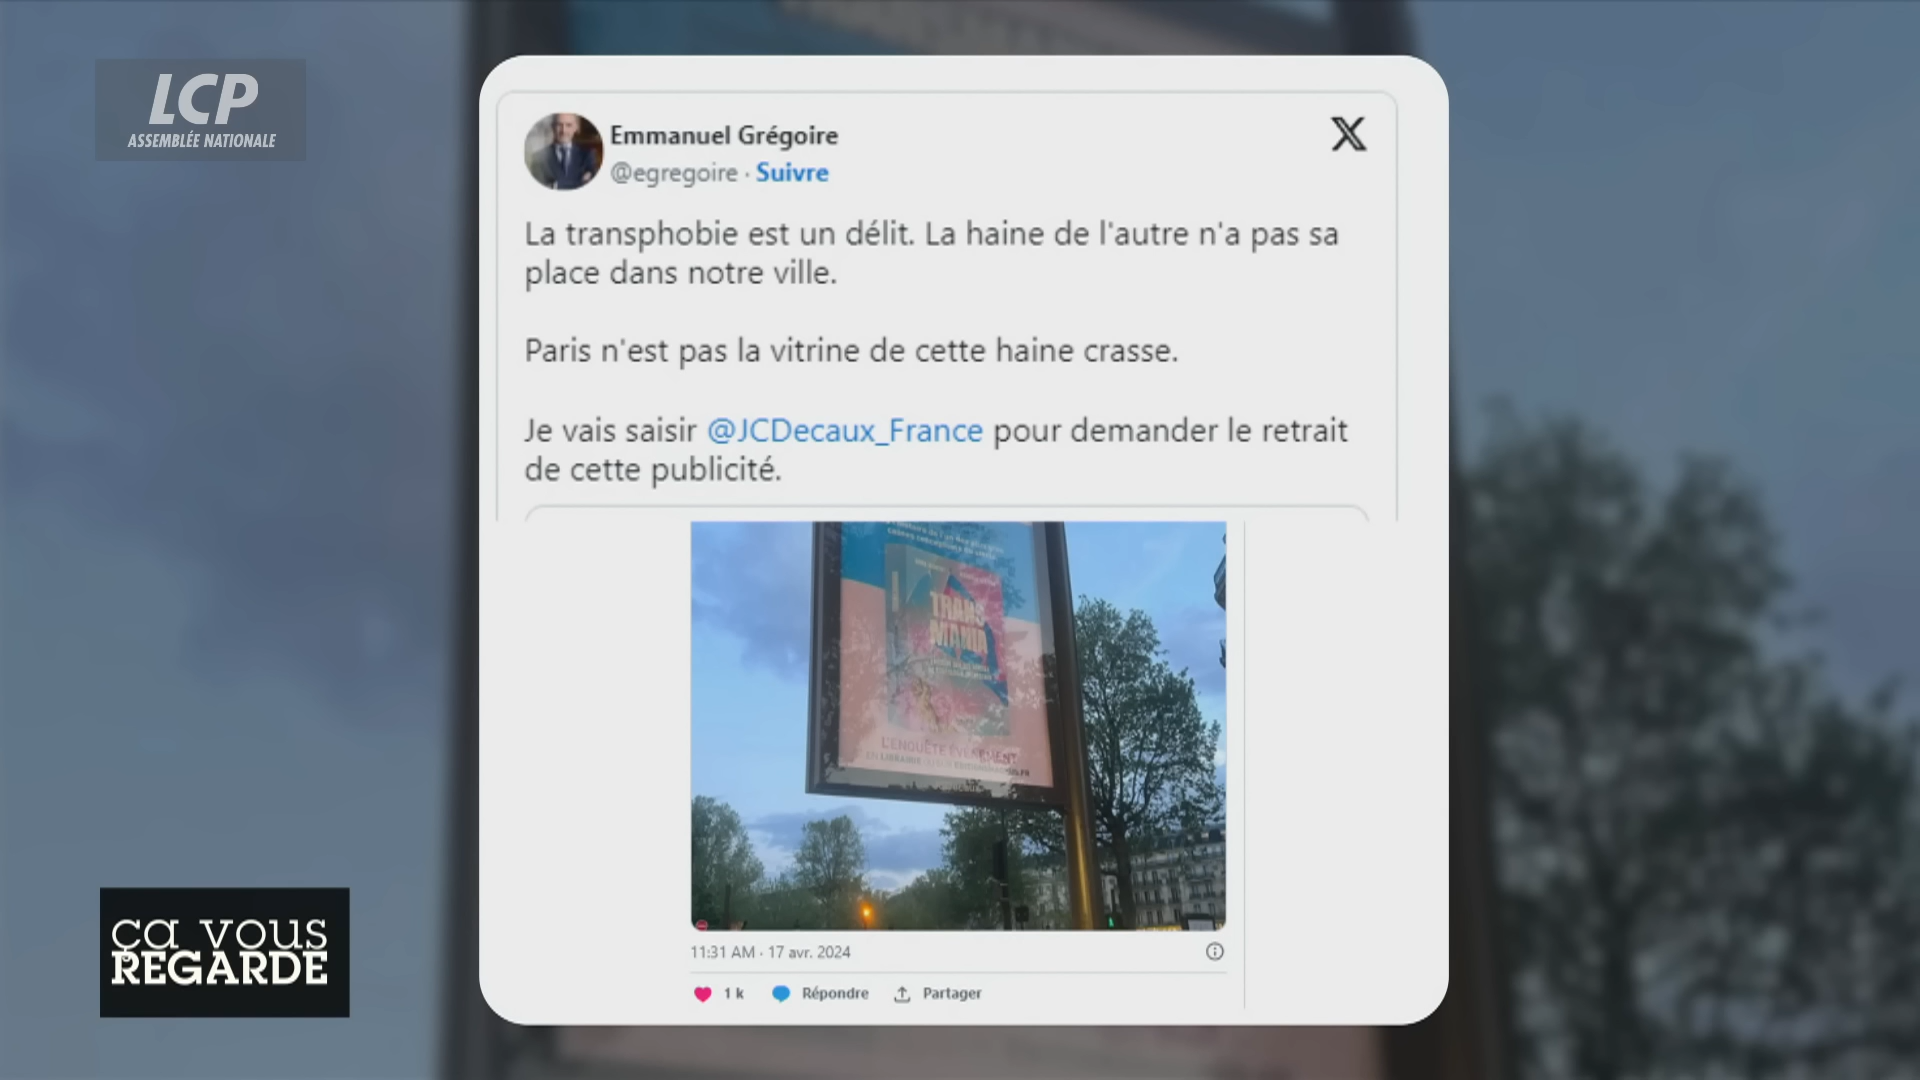 LCP
ASSEMBLÉE NATIONALE
Emmanuel Grégoire
@egregoire · Suivre
La transphobie est un délit. La haine de l'autre n'a pas sa
place dans notre ville.
Paris n'est pas la vitrine de cette haine crasse.
Je vais saisir @JCDecaux_France pour demander le retrait
de cette publicité.
TRANS
MANIA
L'ENQUÊTE ÉVÉNEMENT
11:31 AM · 17 avr. 2024
1 k
Répondre
Partager
ça vous
REGARDE